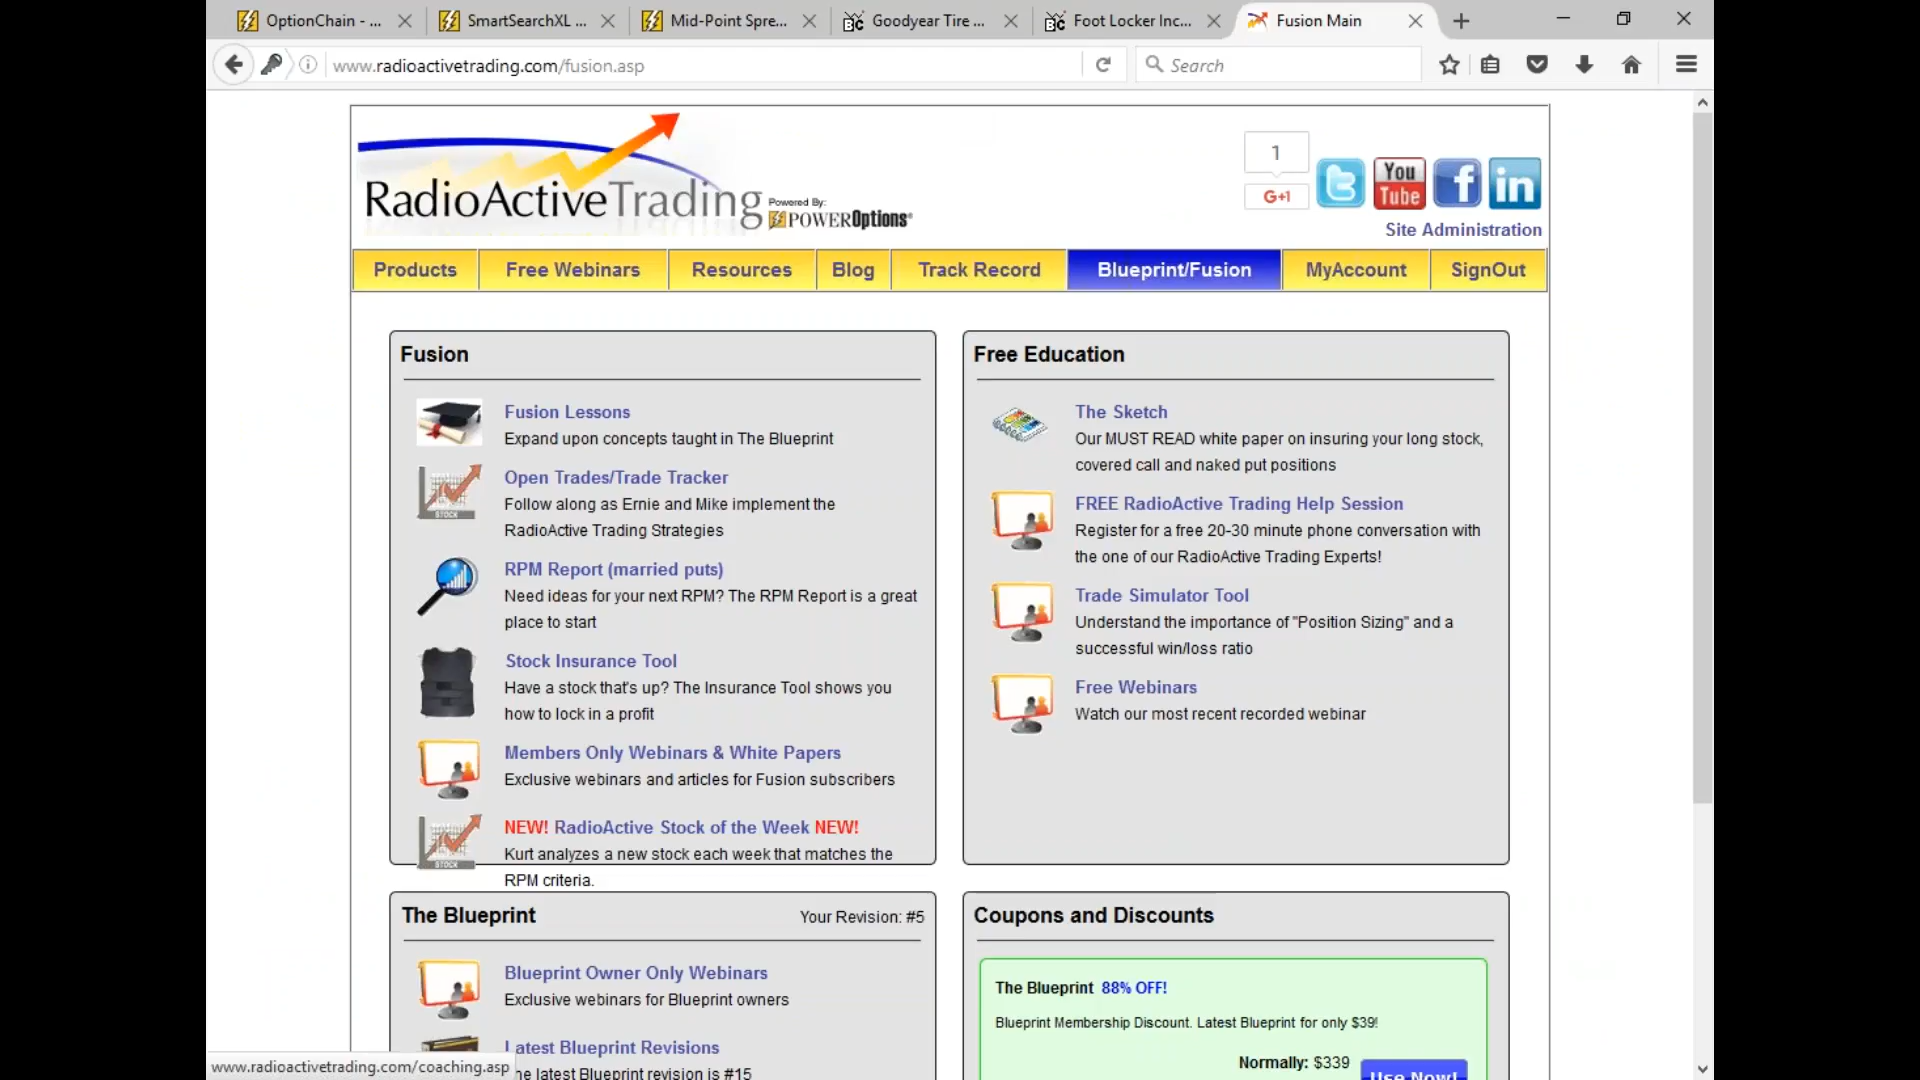 OptionChain - ...
SmartSearchXL ...
Mid-Point Spre...
Goodyear Tire ...
Foot Locker Inc...
Fusion Main
www.radioactivetrading.com/fusion.asp
Search
RadioActiveTrading
Powered By:
POWEROptions®
1
G+1
You
Tube
Site Administration
Products
Free Webinars
Resources
Blog
Track Record
Blueprint/Fusion
MyAccount
SignOut
Fusion
Fusion Lessons
Expand upon concepts taught in The Blueprint
Open Trades/Trade Tracker
Follow along as Ernie and Mike implement the
RadioActive Trading Strategies
RPM Report (married puts)
Need ideas for your next RPM? The RPM Report is a great
place to start
Stock Insurance Tool
Have a stock that's up? The Insurance Tool shows you
how to lock in a profit
Members Only Webinars & White Papers
Exclusive webinars and articles for Fusion subscribers
NEW! RadioActive Stock of the Week NEW!
Kurt analyzes a new stock each week that matches the
RPM criteria.
Free Education
The Sketch
Our MUST READ white paper on insuring your long stock,
covered call and naked put positions
FREE RadioActive Trading Help Session
Register for a free 20-30 minute phone conversation with
the one of our RadioActive Trading Experts!
Trade Simulator Tool
Understand the importance of "Position Sizing" and a
successful win/loss ratio
Free Webinars
Watch our most recent recorded webinar
The Blueprint
Your Revision: #5
Blueprint Owner Only Webinars
Exclusive webinars for Blueprint owners
Latest Blueprint Revisions
he latest Blueprint revision is #15
Coupons and Discounts
The Blueprint 88% OFF!
Blueprint Membership Discount. Latest Blueprint for only $39!
Normally: $339
Use Now!
www.radioactivetrading.com/coaching.asp